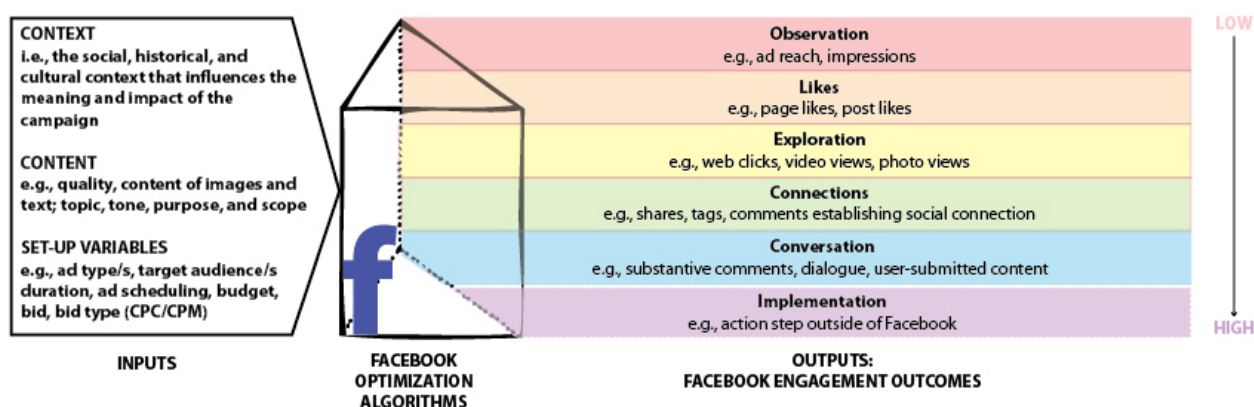 CONTEXT
i.e., the social, historical, and
cultural context that influences the
meaning and impact of the
campaign
CONTENT
e.g., quality, content of images and
text; topic, tone, purpose, and scope
SET-UP VARIABLES
e.g., ad type/s, target audience/s
duration, ad scheduling, budget,
bid, bid type (CPC/CPM)
INPUTS
f
FACEBOOK
OPTIMIZATION
ALGORITHMS
Observation
e.g., ad reach, impressions
Likes
e.g., page likes, post likes
Exploration
e.g., web clicks, video views, photo views
Connections
e.g., shares, tags, comments establishing social connection
Conversation
e.g., substantive comments, dialogue, user-submitted content
Implementation
e.g., action step outside of Facebook
OUTPUTS:
FACEBOOK ENGAGEMENT OUTCOMES
LOW
HIGH